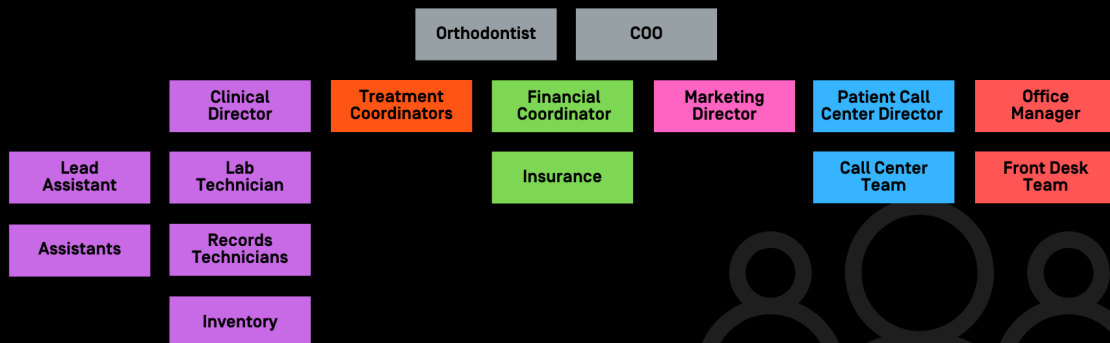 Orthodontist
COO
Clinical
Director
Treatment
Coordinators
Financial
Coordinator
Marketing
Director
Patient Call
Center Director
Office
Manager
Lead
Assistant
Lab
Technician
Insurance
Call Center
Team
Front Desk
Team
Assistants
Records
Technicians
Inventory